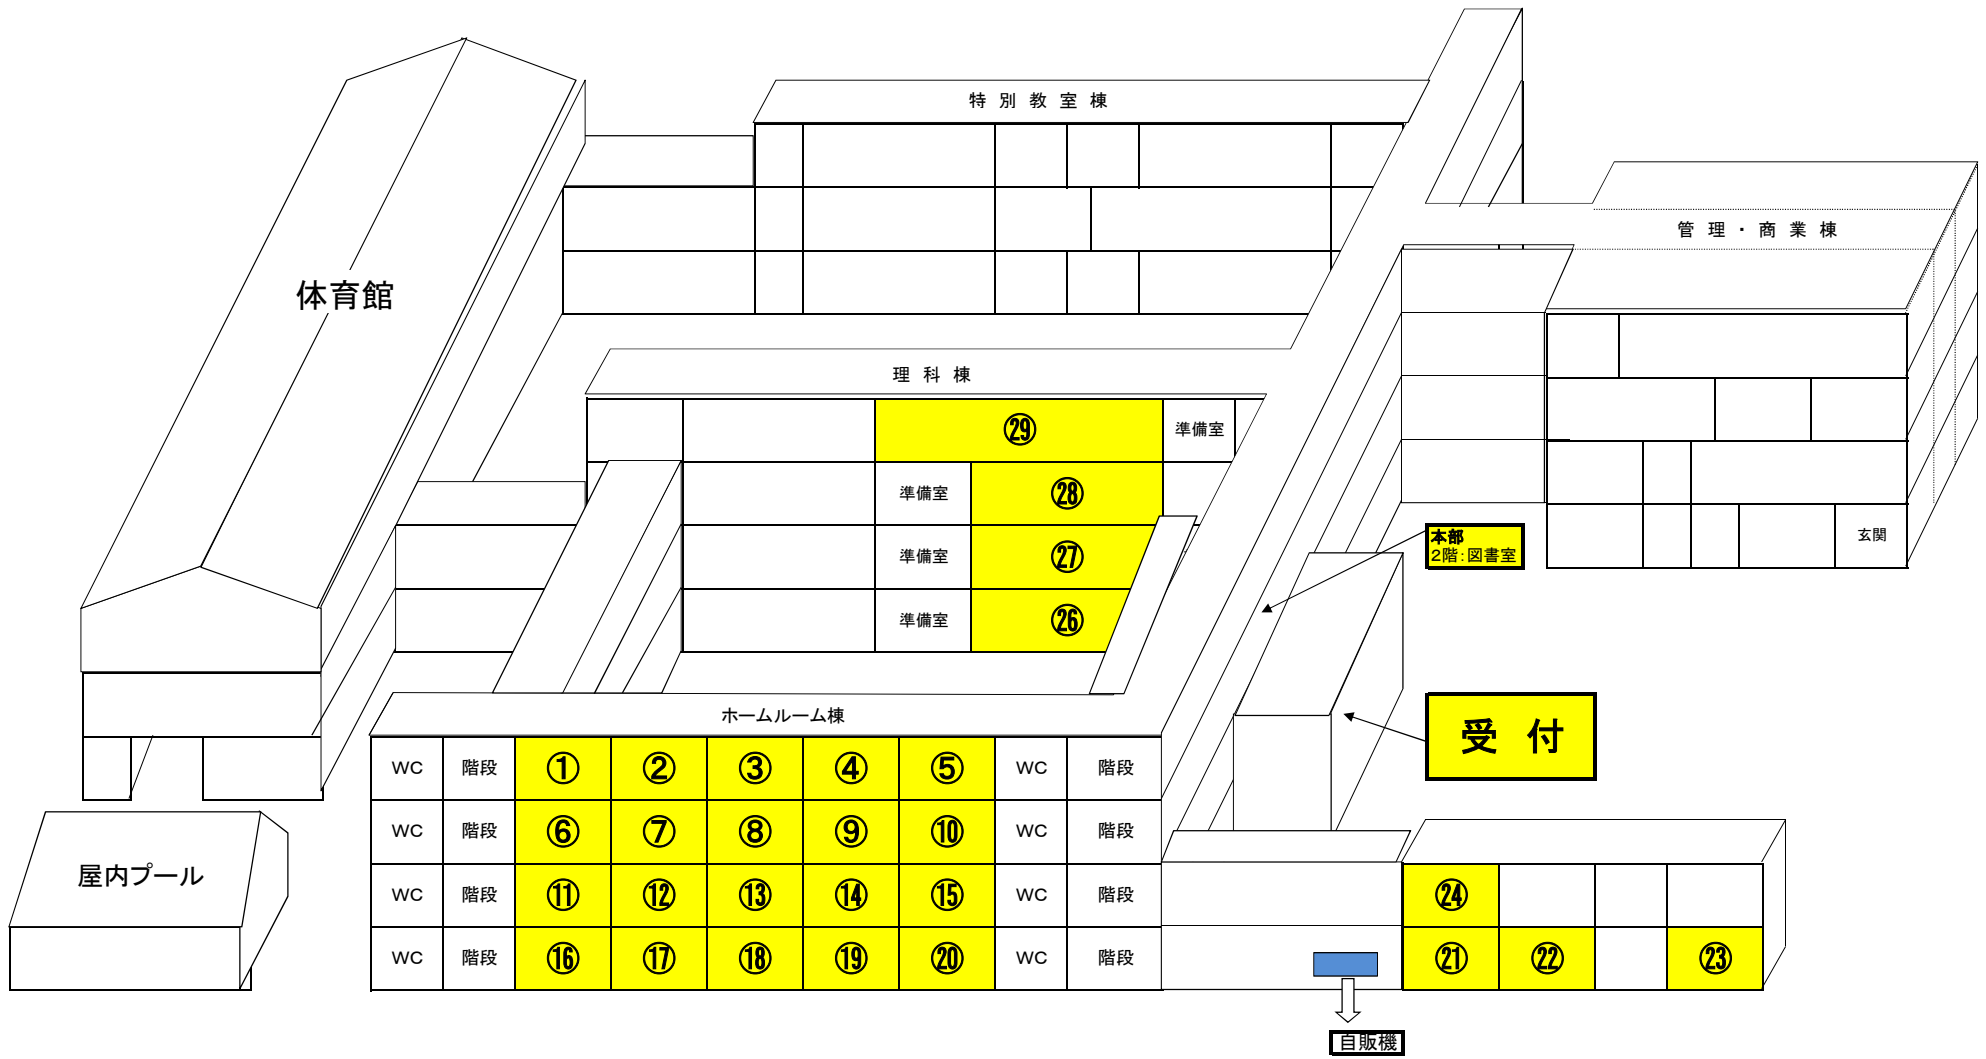 特 別 教 室 棟
管 理 ・ 商 業 棟
体育館
理 科 棟
㉙ 準備室
準備室 ㉘
準備室 ㉗
準備室 ㉖
本部
2階:図書室
玄関
受 付
ホームルーム棟
WC 階段 ① ② ③ ④ ⑤ WC 階段
WC 階段 ⑥ ⑦ ⑧ ⑨ ⑩ WC 階段
WC 階段 ⑪ ⑫ ⑬ ⑭ ⑮ WC 階段
WC 階段 ⑯ ⑰ ⑱ ⑲ ⑳ WC 階段
屋内プール
㉔
㉑ ㉒ ㉓
自販機